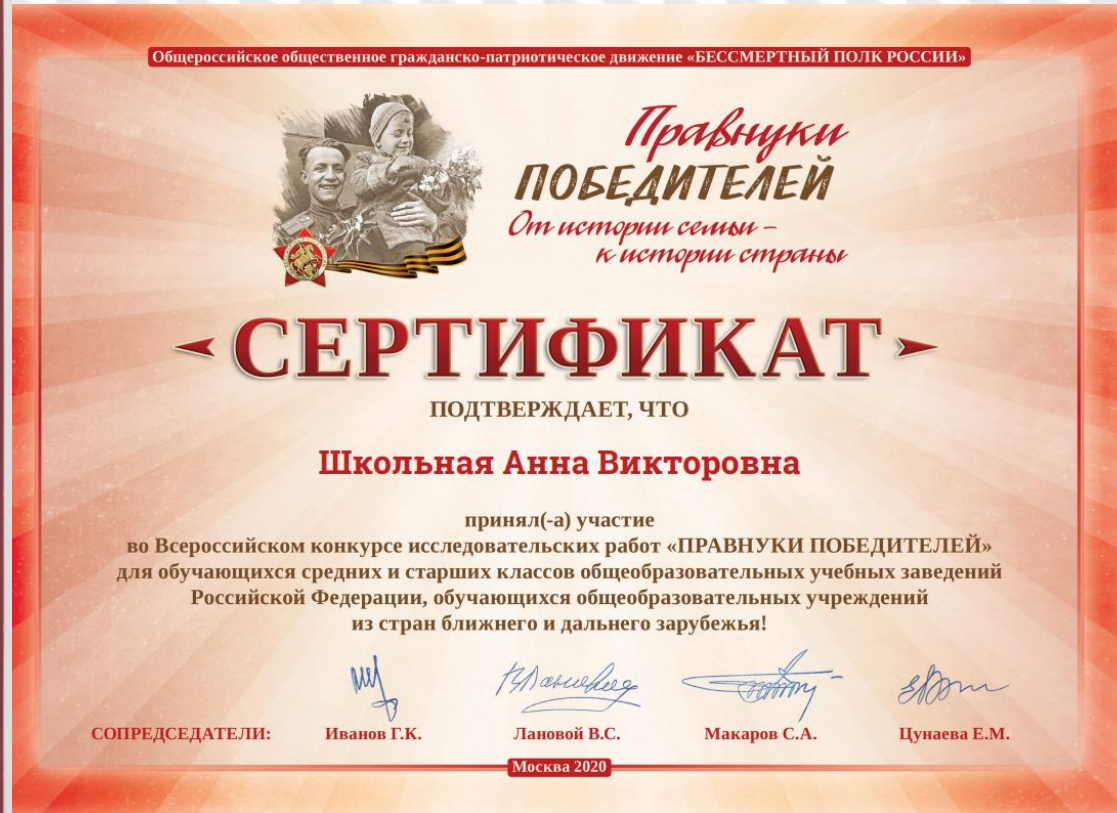 Общероссийское общественное гражданско-патриотическое движение «БЕССМЕРТНЫЙ ПОЛК РОССИИ»
Правнуки
ПОБЕДИТЕЛЕЙ
От истории семьи –
к истории страны
СЕРТИФИКАТ
ПОДТВЕРЖДАЕТ, ЧТО
Школьная Анна Викторовна
принял(-а) участие
во Всероссийском конкурсе исследовательских работ «ПРАВНУКИ ПОБЕДИТЕЛЕЙ»
для обучающихся средних и старших классов общеобразовательных учебных заведений
Российской Федерации, обучающихся общеобразовательных учреждений
из стран ближнего и дальнего зарубежья!
СОПРЕДСЕДАТЕЛИ: Иванов Г.К. Лановой В.С. Макаров С.А. Цунаева Е.М.
Москва 2020